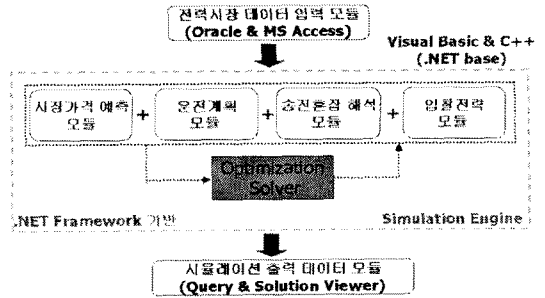 전력시장 데이터 입력 모듈
(Oracle & MS Access)
Visual Basic & C++
(.NET base)
시장가격 예측
모듈
+
운전계획
모듈
+
송전혼잡 해석
모듈
+
입찰전략
모듈
Optimization
Solver
.NET Framework 기반
Simulation Engine
시뮬레이션 출력 데이터 모듈
(Query & Solution Viewer)